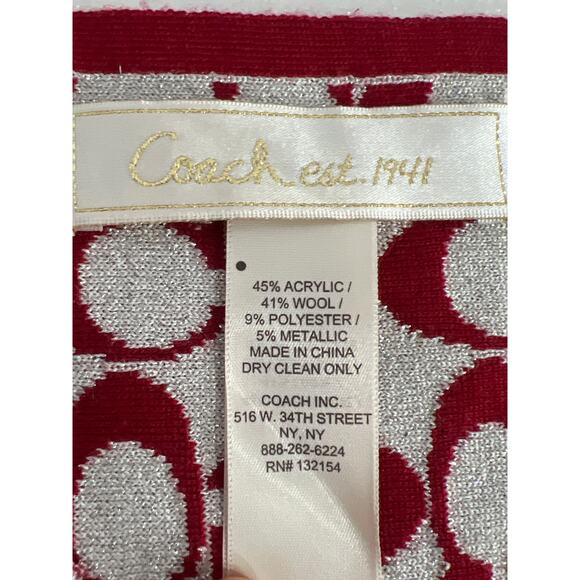 Coach est. 1941
45% ACRYLIC /
41% WOOL /
9% POLYESTER /
5% METALLIC
MADE IN CHINA
DRY CLEAN ONLY
COACH INC.
516 W. 34TH STREET
NY, NY
888-262-6224
RN# 132154